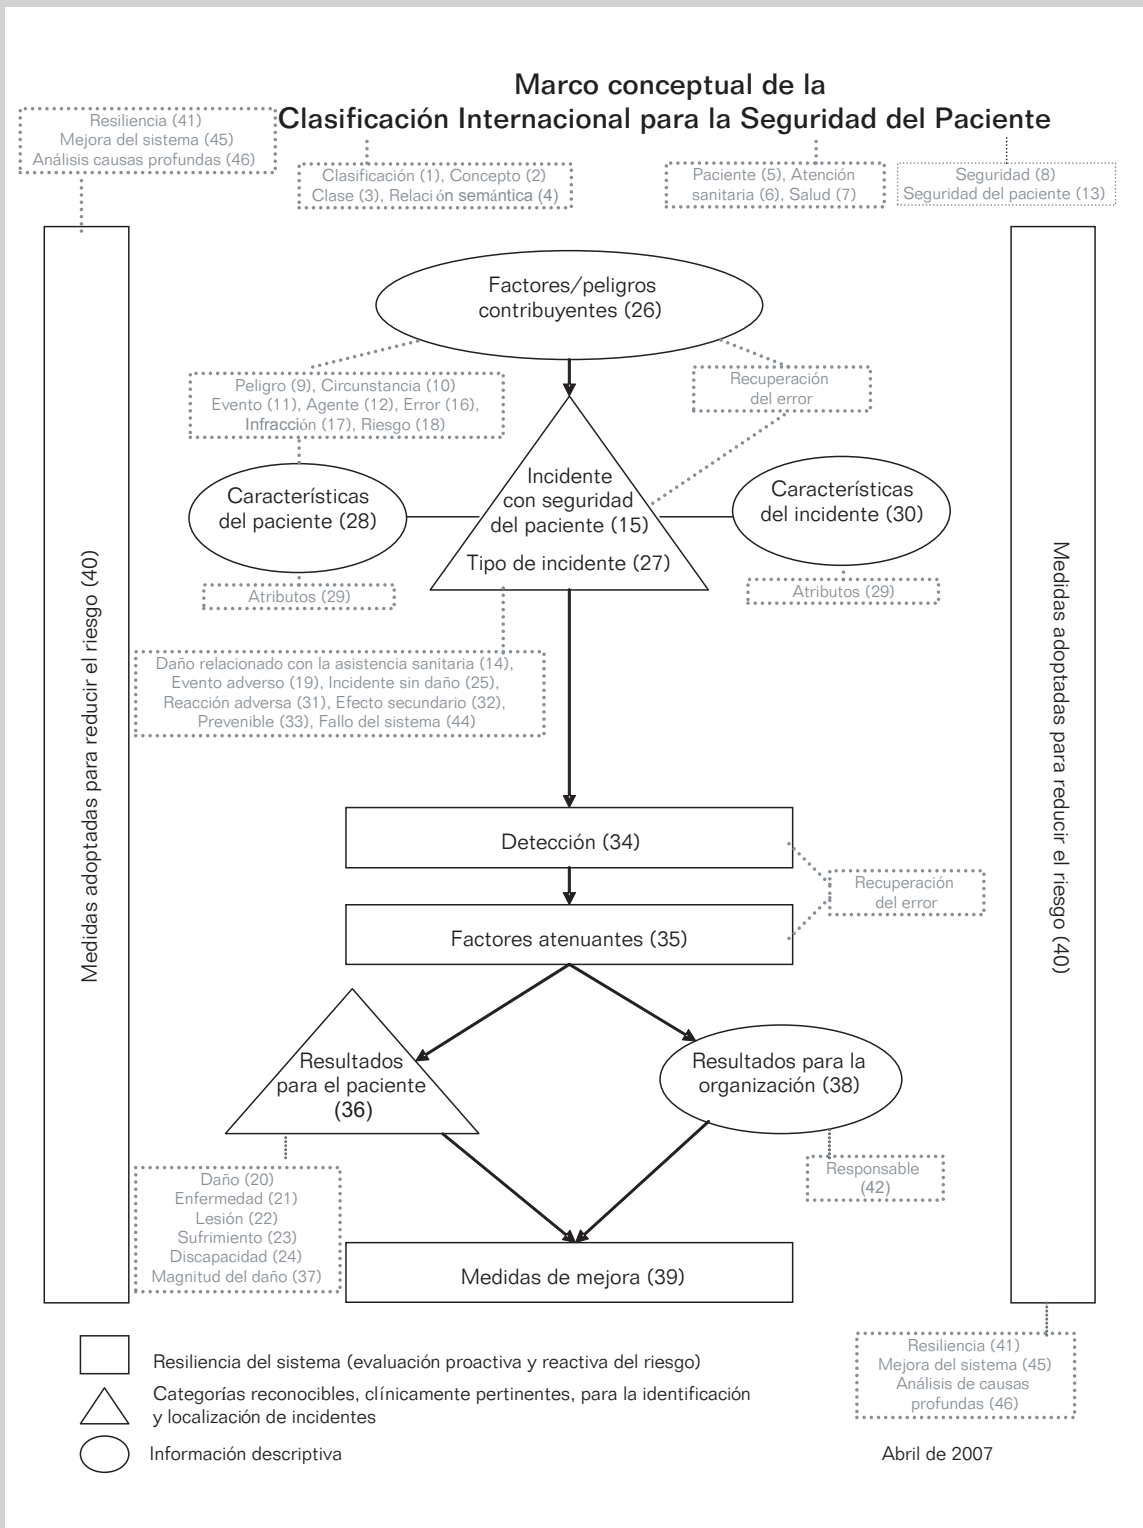 Marco conceptual de la
Clasificación Internacional para la Seguridad del Paciente
Resiliencia (41)
Mejora del sistema (45)
Análisis causas profundas (46)
Clasificación (1), Concepto (2)
Clase (3), Relación semántica (4)
Paciente (5), Atención
sanitaria (6), Salud (7)
Seguridad (8)
Seguridad del paciente (13)
Medidas adoptadas para reducir el riesgo (40)
Factores/peligros
contribuyentes (26)
Peligro (9), Circunstancia (10)
Evento (11), Agente (12), Error (16),
Infracción (17), Riesgo (18)
Recuperación
del error
Características
del paciente (28)
Incidente
con seguridad
del paciente (15)
Tipo de incidente (27)
Características
del incidente (30)
Atributos (29)
Atributos (29)
Daño relacionado con la asistencia sanitaria (14),
Evento adverso (19), Incidente sin daño (25),
Reacción adversa (31), Efecto secundario (32),
Prevenible (33), Fallo del sistema (44)
Detección (34)
Recuperación
del error
Factores atenuantes (35)
Resultados
para el paciente
(36)
Resultados para la
organización (38)
Daño (20)
Enfermedad (21)
Lesión (22)
Sufrimiento (23)
Discapacidad (24)
Magnitud del daño (37)
Responsable
(42)
Medidas de mejora (39)
Medidas adoptadas para reducir el riesgo (40)
Resiliencia (41)
Mejora del sistema (45)
Análisis de causas
profundas (46)
Resiliencia del sistema (evaluación proactiva y reactiva del riesgo)
Categorías reconocibles, clínicamente pertinentes, para la identificación
y localización de incidentes
Información descriptiva
Abril de 2007